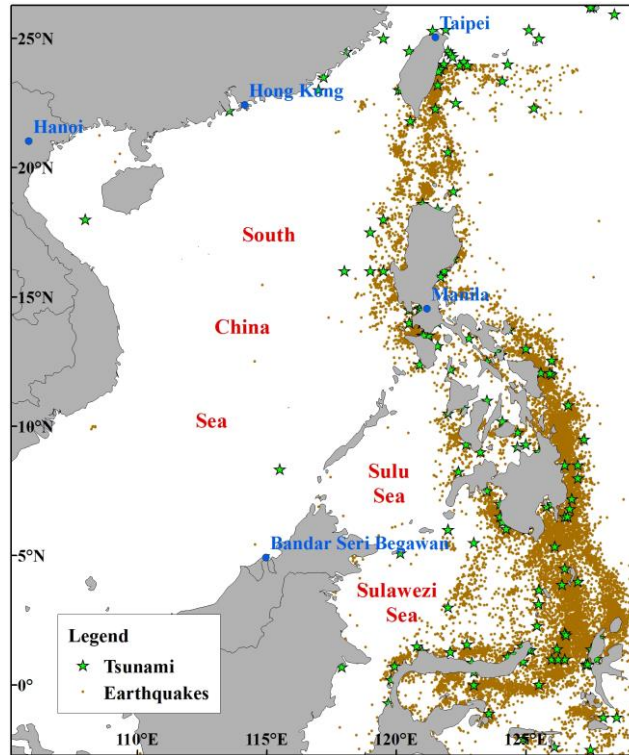 25°N
Taipei
Hong Kong
Hanoi
20°N
South
15°N
Manila
China
10°N
Sea
Sulu
Sea
5°N
Bandar Seri Begawan
Sulawezi
Sea
Legend
Tsunami
Earthquakes
0°
110°E
115°E
120°E
125°E